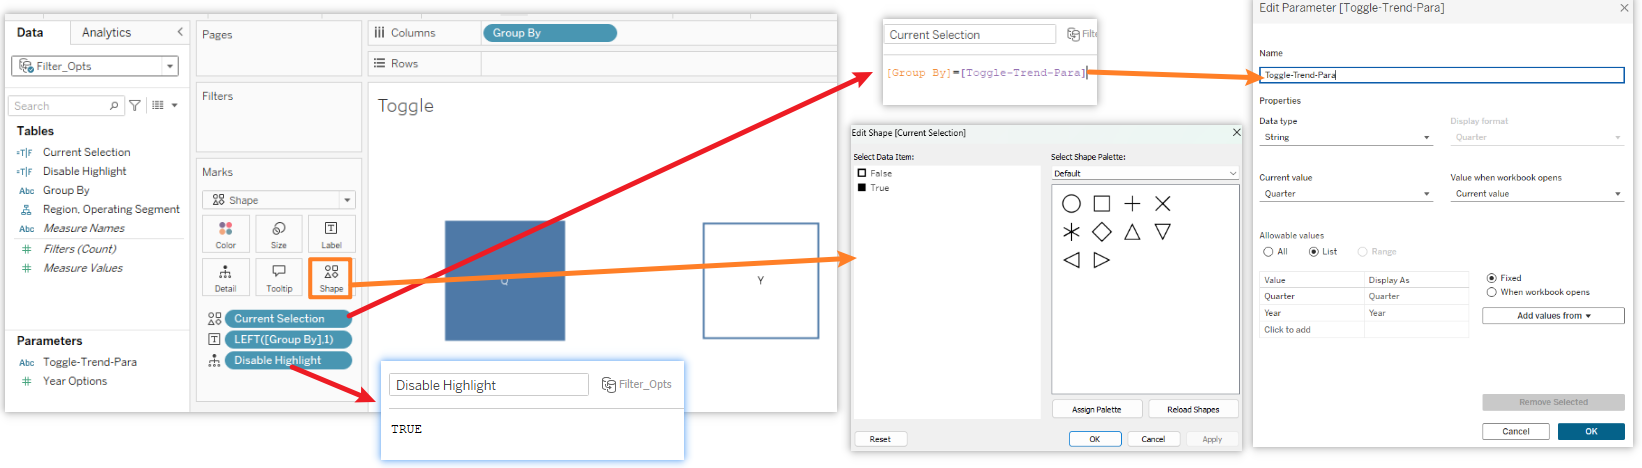 Data
Analytics
Filter_Opts
Search
Tables
Current Selection
Disable Highlight
Group By
Region, Operating Segment
Measure Names
Filters (Count)
Measure Values
Parameters
Toggle-Trend-Para
Year Options
Pages
Filters
Marks
Shape
Color
Size
Label
Detail
Tooltip
Shape
Current Selection
LEFT([Group By],1)
Disable Highlight
Columns
Group By
Rows
Toggle
Q
Y
Disable Highlight
Filter_Opts
TRUE
Current Selection
[Group By]=[Toggle-Trend-Para]
Edit Shape [Current Selection]
Select Data Item:
False
True
Select Shape Palette:
Default
Assign Palette
Reload Shapes
Reset
OK
Cancel
Apply
Edit Parameter [Toggle-Trend-Para]
Name
Toggle-Trend-Para
Properties
Data type
Display format
String
Quarter
Current value
Value when workbook opens
Quarter
Current value
Allowable values
All
List
Range
Value
Display As
Quarter
Quarter
Year
Year
Click to add
Fixed
When workbook opens
Add values from
Remove Selected
Cancel
OK